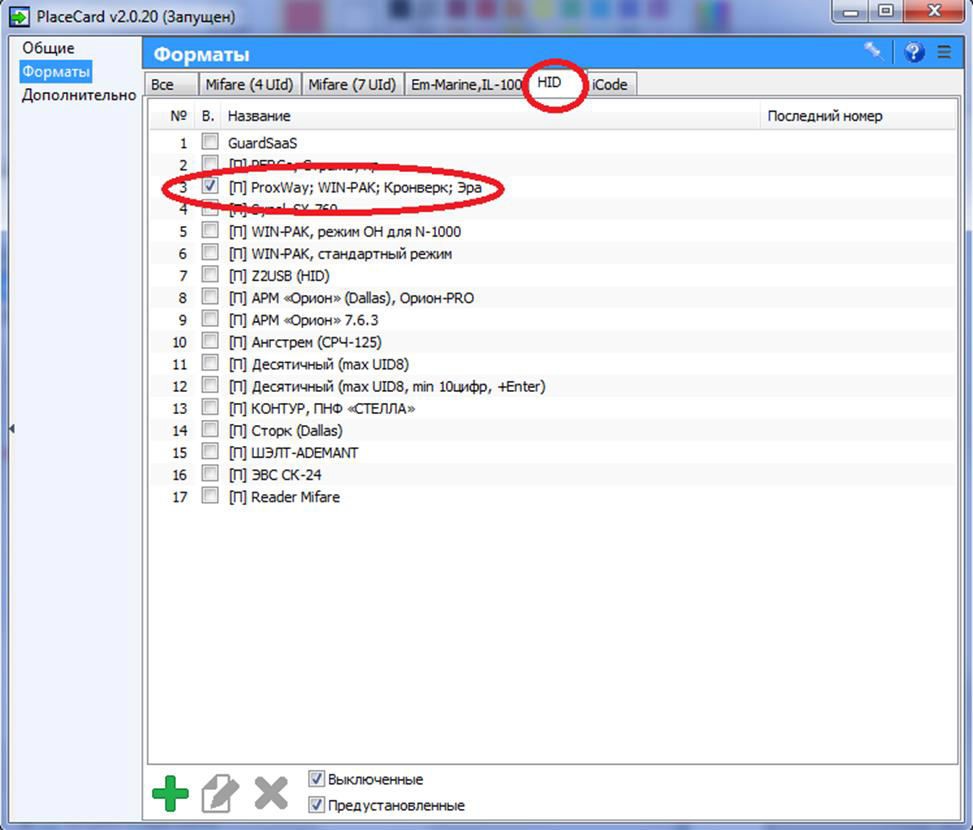 PlaceCard v2.0.20 (Запущен)
Общие
Форматы
Дополнительно
Форматы
Все
Mifare (4 UId)
Mifare (7 UId)
Em-Marine,IL-100
HID
iCode
№ В. Название Последний номер
1 GuardSaaS
2 [П]
3 [П] ProxWay; WIN-PAK; Кронверк; Эра
4 [П]
5 [П] WIN-PAK, режим ОН для N-1000
6 [П] WIN-PAK, стандартный режим
7 [П] Z2USB (HID)
8 [П] АРМ «Орион» (Dallas), Орион-PRO
9 [П] АРМ «Орион» 7.6.3
10 [П] Ангстрем (СРЧ-125)
11 [П] Десятичный (max UID8)
12 [П] Десятичный (max UID8, min 10цифр, +Enter)
13 [П] КОНТУР, ПНФ «СТЕЛЛА»
14 [П] Сторк (Dallas)
15 [П] ШЭЛТ-ADEMANT
16 [П] ЭВС СК-24
17 [П] Reader Mifare
Выключенные
Предустановленные